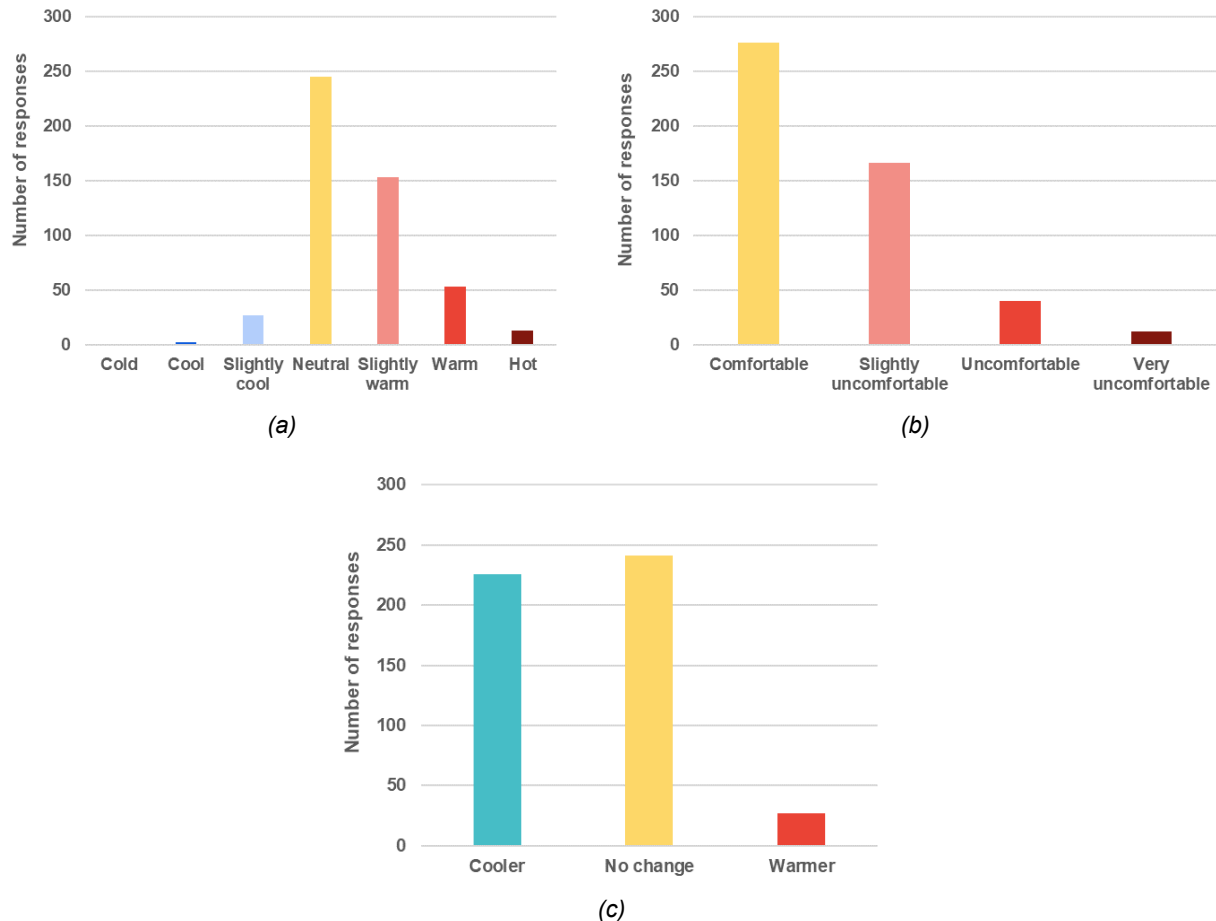 Number of responses
300
250
200
150
100
50
0
Cold
Cool
Slightly
cool
Neutral
Slightly
warm
Warm
Hot
(a)
Number of responses
300
250
200
150
100
50
0
Comfortable
Slightly
uncomfortable
Uncomfortable
Very
uncomfortable
(b)
Number of responses
300
250
200
150
100
50
0
Cooler
No change
Warmer
(c)